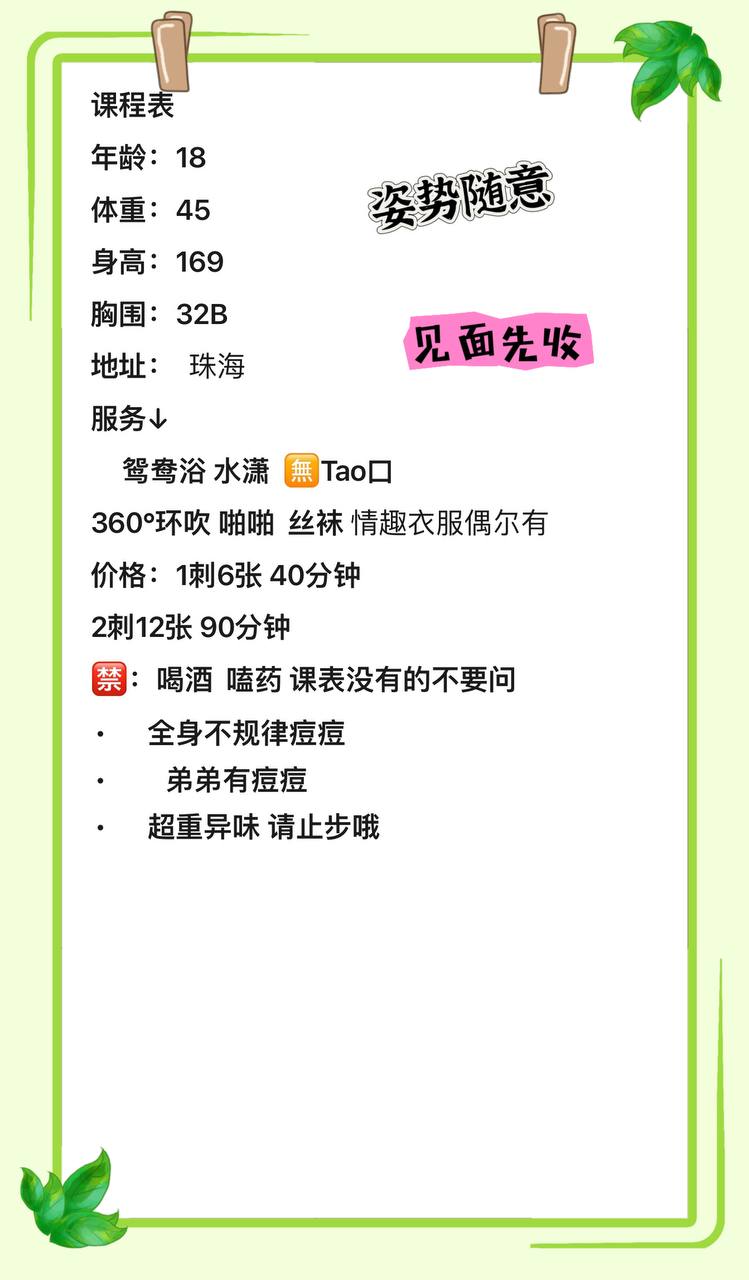 课程表
年龄：18
体重：45
姿势随意
身高：169
胸围：32B
见面先收
地址： 珠海
服务↓
鸳鸯浴 水潇 🈚Tao口
360°环吹 啪啪 丝袜 情趣衣服偶尔有
价格：1刺6张 40分钟
2刺12张 90分钟
🈲：喝酒 嗑药 课表没有的不要问
· 全身不规律痘痘
· 弟弟有痘痘
· 超重异味 请止步哦